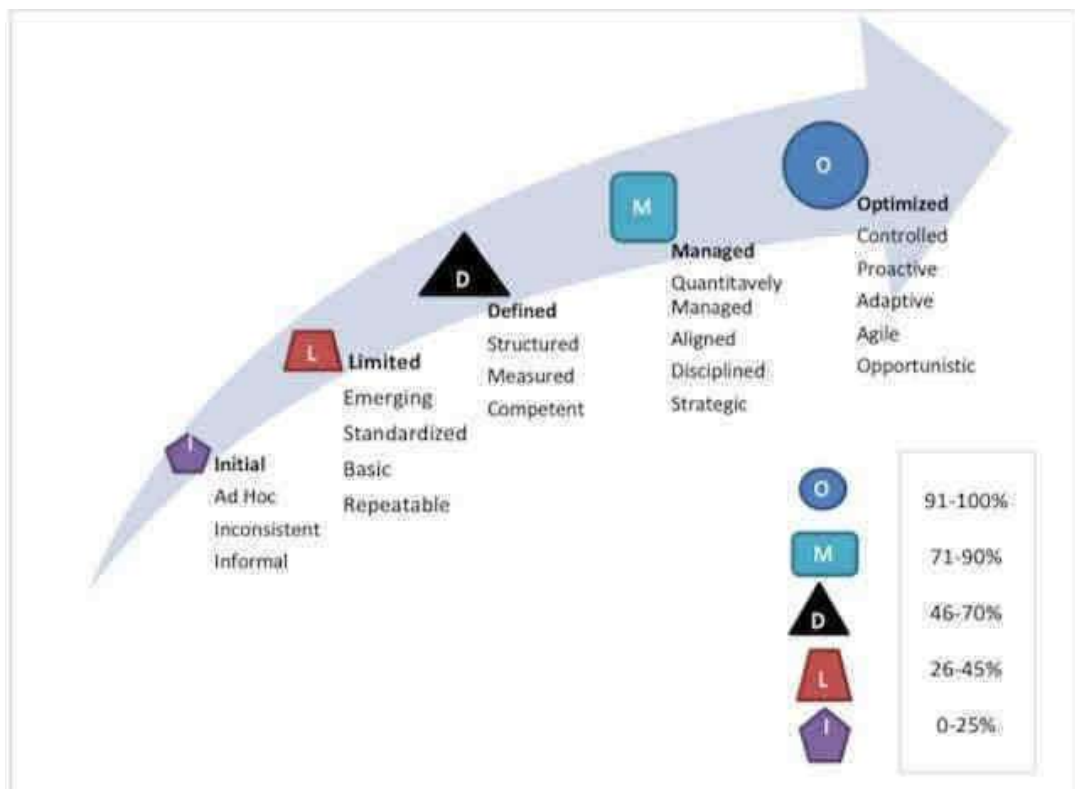 I
Initial
Ad Hoc
Inconsistent
Informal
L
Limited
Emerging
Standardized
Basic
Repeatable
D
Defined
Structured
Measured
Competent
M
Managed
Quantitavely
Managed
Aligned
Disciplined
Strategic
O
Optimized
Controlled
Proactive
Adaptive
Agile
Opportunistic
O 91-100%
M 71-90%
D 46-70%
L 26-45%
I 0-25%